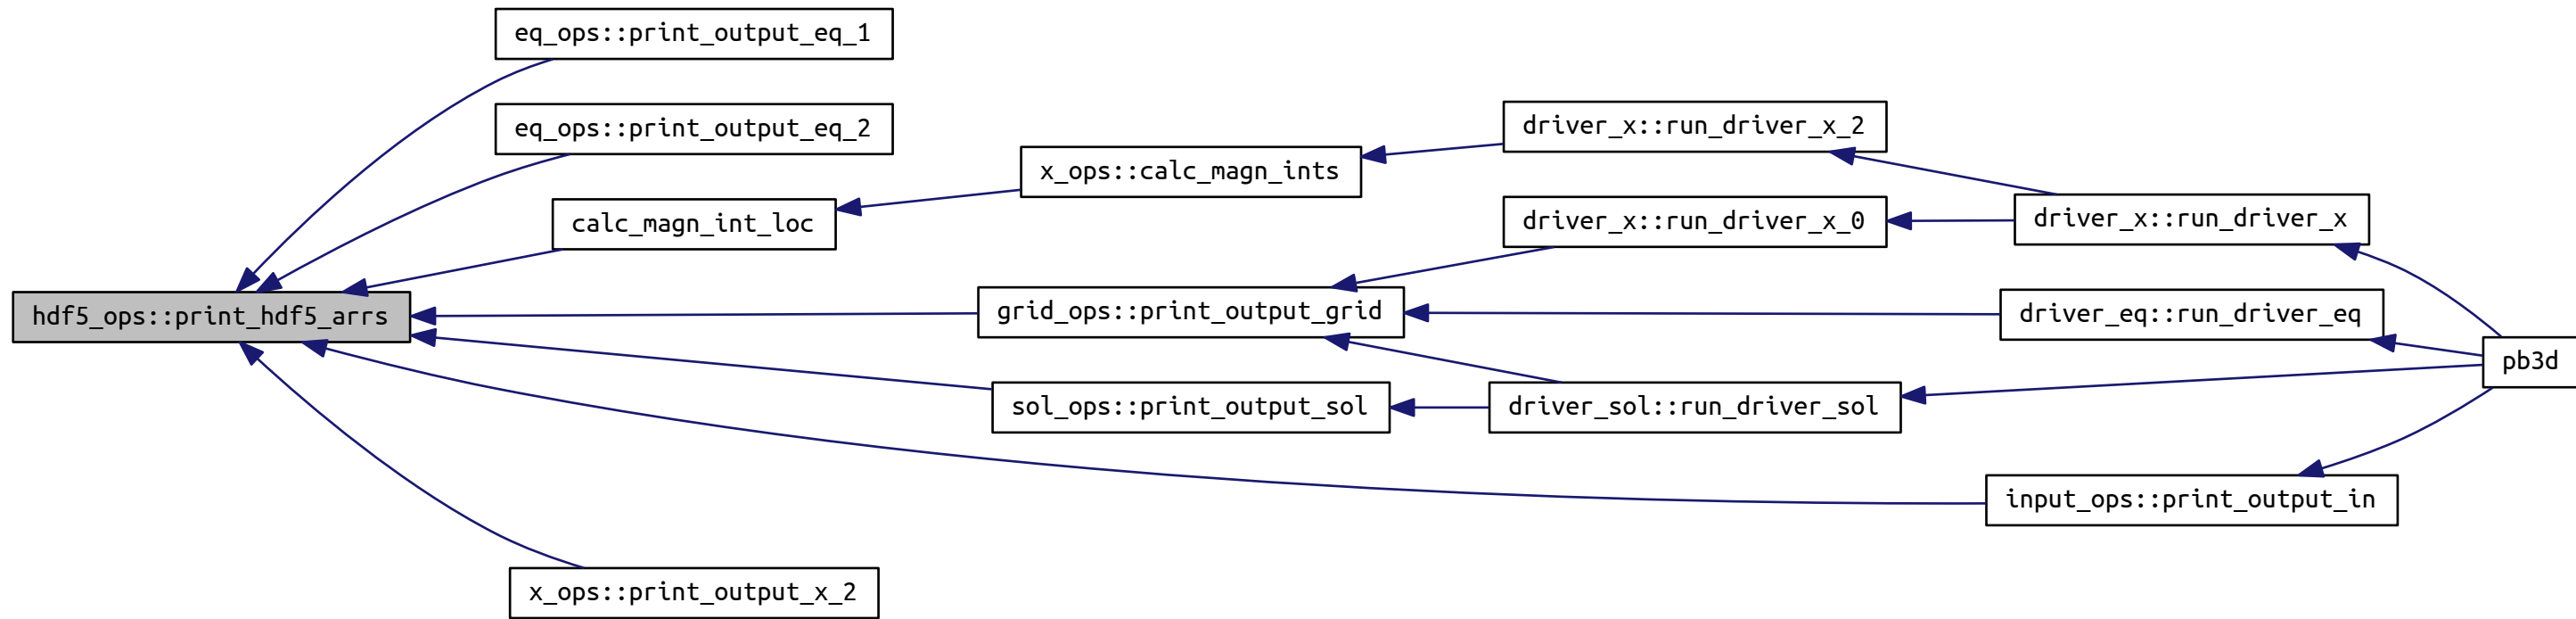 eq_ops::print_output_eq_1
eq_ops::print_output_eq_2
driver_x::run_driver_x_2
x_ops::calc_magn_ints
calc_magn_int_loc
driver_x::run_driver_x_0
driver_x::run_driver_x
hdf5_ops::print_hdf5_arrs
grid_ops::print_output_grid
driver_eq::run_driver_eq
pb3d
sol_ops::print_output_sol
driver_sol::run_driver_sol
input_ops::print_output_in
x_ops::print_output_x_2